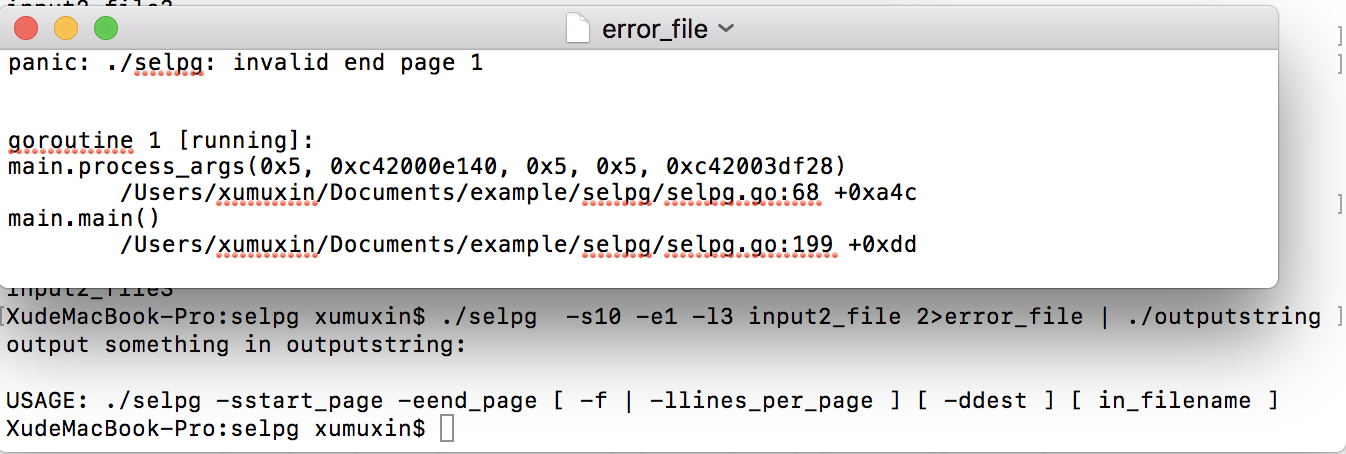 error_file
panic: ./selpg: invalid end page 1
goroutine 1 [running]:
main.process_args(0x5, 0xc42000e140, 0x5, 0x5, 0xc42003df28)
/Users/xumuxin/Documents/example/selpg/selpg.go:68 +0xa4c
main.main()
/Users/xumuxin/Documents/example/selpg/selpg.go:199 +0xdd
input2_file3
[XudeMacBook-Pro:selpg xumuxin$ ./selpg  -s10 -e1 -l3 input2_file 2>error_file | ./outputstring ]
output something in outputstring:
USAGE: ./selpg -sstart_page -eend_page [ -f | -llines_per_page ] [ -ddest ] [ in_filename ]
XudeMacBook-Pro:selpg xumuxin$